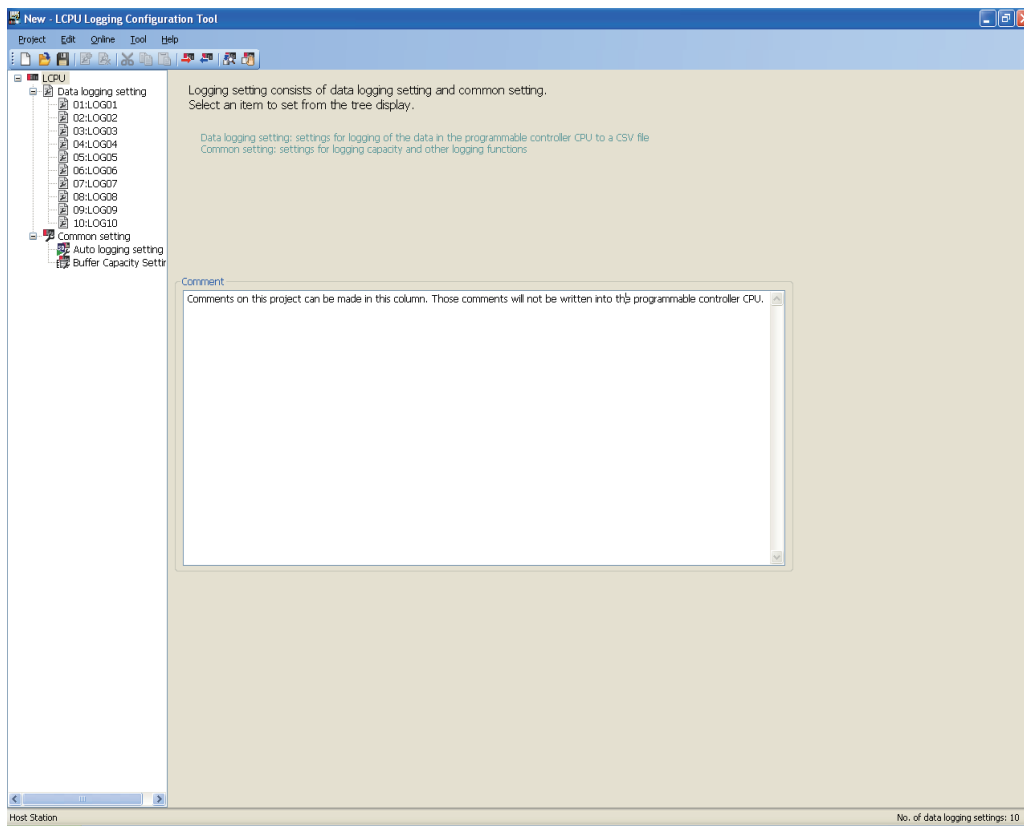 New - LCPU Logging Configuration Tool
Project Edit Online Tool Help
LCPU
Data logging setting
01:LOG01
02:LOG02
03:LOG03
04:LOG04
05:LOG05
06:LOG06
07:LOG07
08:LOG08
09:LOG09
10:LOG10
Common setting
Auto logging setting
Buffer Capacity Settin
Logging setting consists of data logging setting and common setting.
Select an item to set from the tree display.
Data logging setting: settings for logging of the data in the programmable controller CPU to a CSV file
Common setting: settings for logging capacity and other logging functions
Comment
Comments on this project can be made in this column. Those comments will not be written into the programmable controller CPU.
Host Station
No. of data logging settings: 10